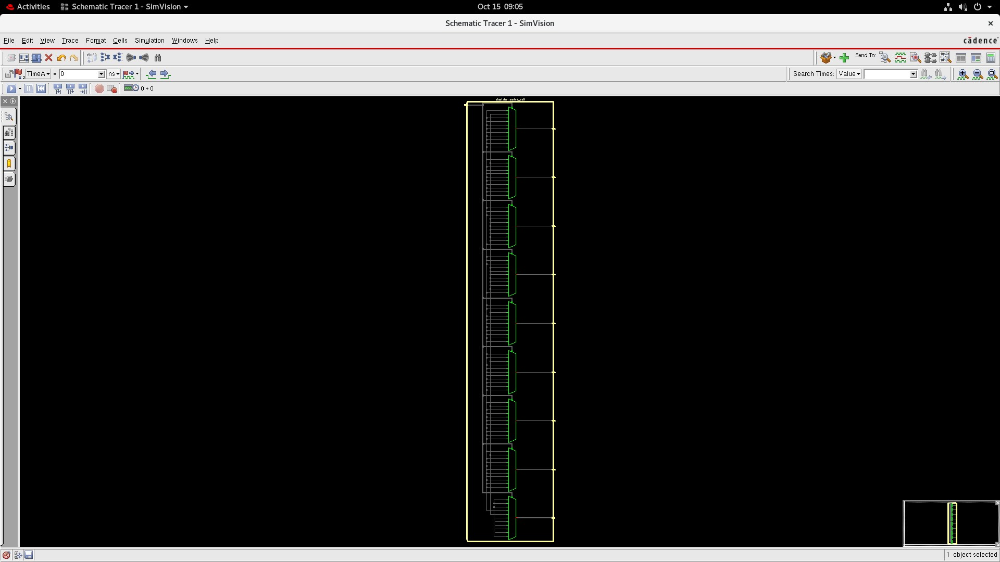 Activities
Schematic Tracer 1 - SimVision
Oct 15 09:05
Schematic Tracer 1 - SimVision
File Edit View Trace Format Cells Simulation Windows Help
cādence
Send To:
TimeA = 0 ns
Search Times: Value
0 + 0
1 object selected